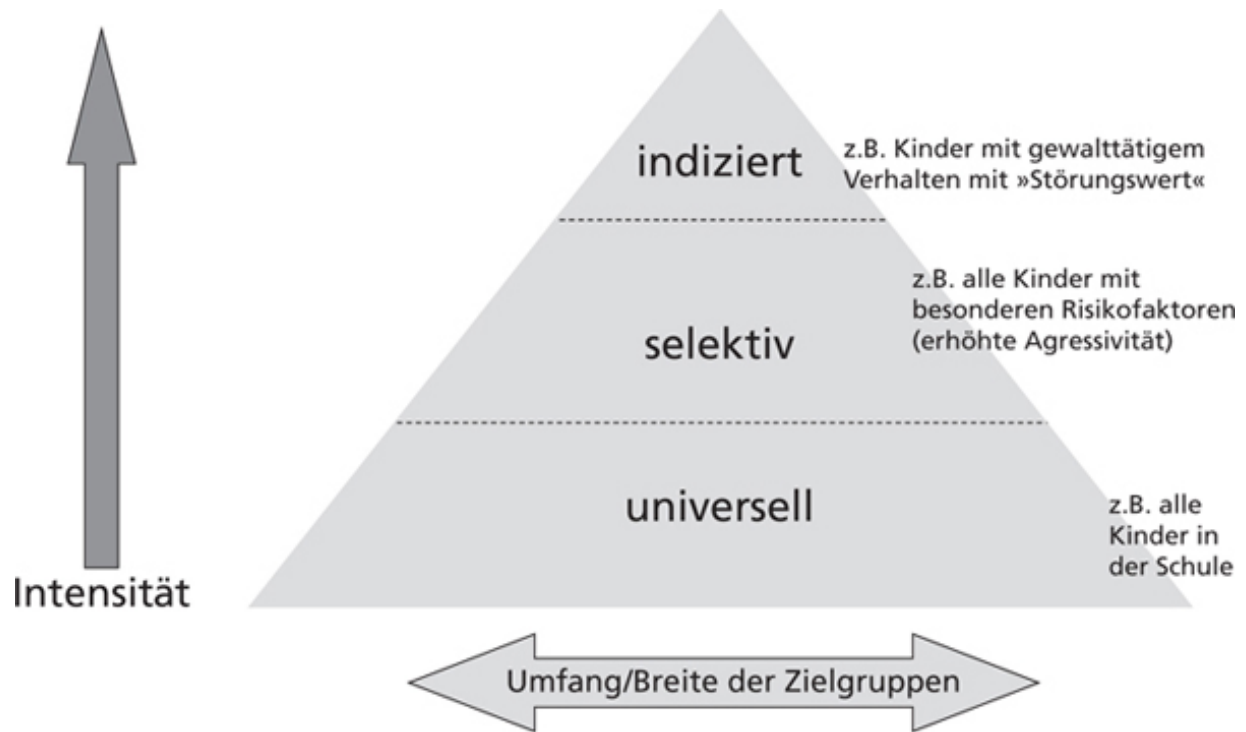 indiziert
z.B. Kinder mit gewalttätigem
Verhalten mit »Störungswert«
z.B. alle Kinder mit
besonderen Risikofaktoren
(erhöhte Agressivität)
selektiv
universell
z.B. alle
Kinder in
der Schule
Intensität
Umfang/Breite der Zielgruppen